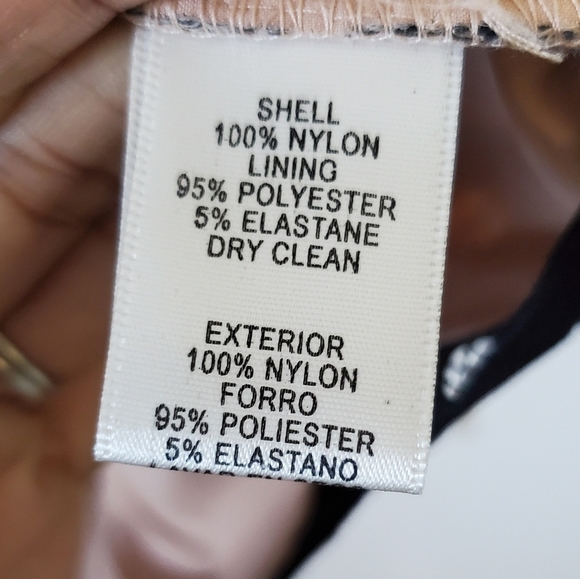 SHELL
100% NYLON
LINING
95% POLYESTER
5% ELASTANE
DRY CLEAN
EXTERIOR
100% NYLON
FORRO
95% POLIESTER
5% ELASTANO